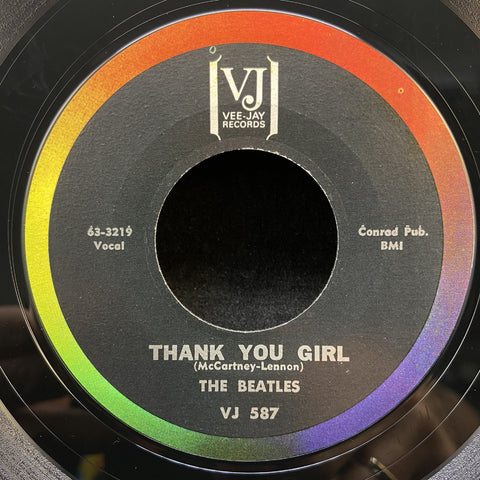 VJ
VEE-JAY
RECORDS
63-3219
Vocal
Conrad Pub.
BMI
THANK YOU GIRL
(McCartney-Lennon)
THE BEATLES
VJ 587